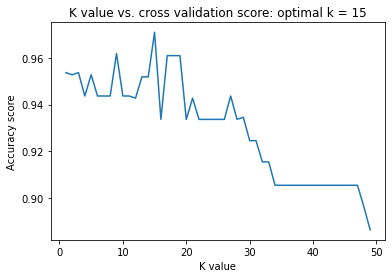 K value vs. cross validation score: optimal k = 15
Accuracy score
0.96
0.94
0.92
0.90
0 10 20 30 40 50
K value